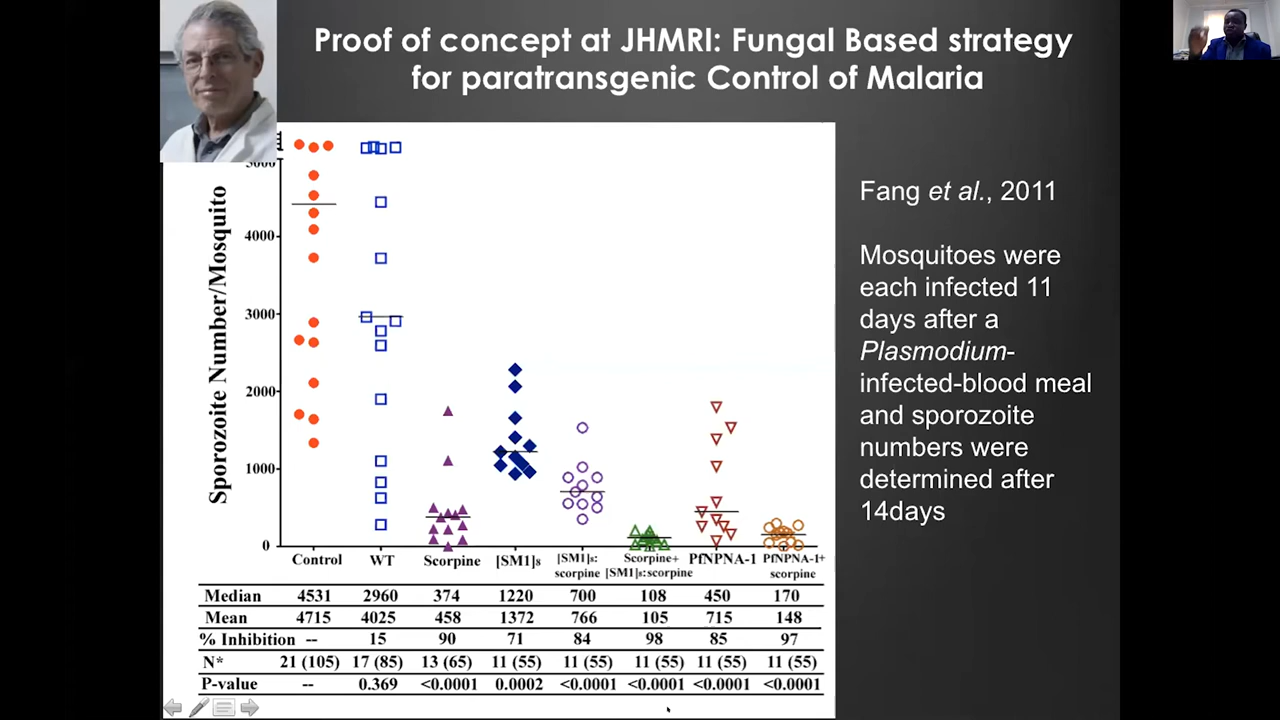 Proof of concept at JHMRI: Fungal Based strategy
for paratransgenic Control of Malaria
Fang et al., 2011
Mosquitoes were
each infected 11
days after a
Plasmodium-
infected-blood meal
and sporozoite
numbers were
determined after
14days
Sporozoite Number/Mosquito
5000
4000
3000
2000
1000
0
Control WT Scorpine [SM1]₈ [SM1]₈: scorpine Scorpine+ [SM1]₈:scorpine PfNPNA-1 PfNPNA-1+ scorpine
Median 4531 2960 374 1220 700 108 450 170
Mean 4715 4025 458 1372 766 105 715 148
% Inhibition -- 15 90 71 84 98 85 97
N* 21 (105) 17 (85) 13 (65) 11 (55) 11 (55) 11 (55) 11 (55) 11 (55)
P-value -- 0.369 <0.0001 0.0002 <0.0001 <0.0001 <0.0001 <0.0001